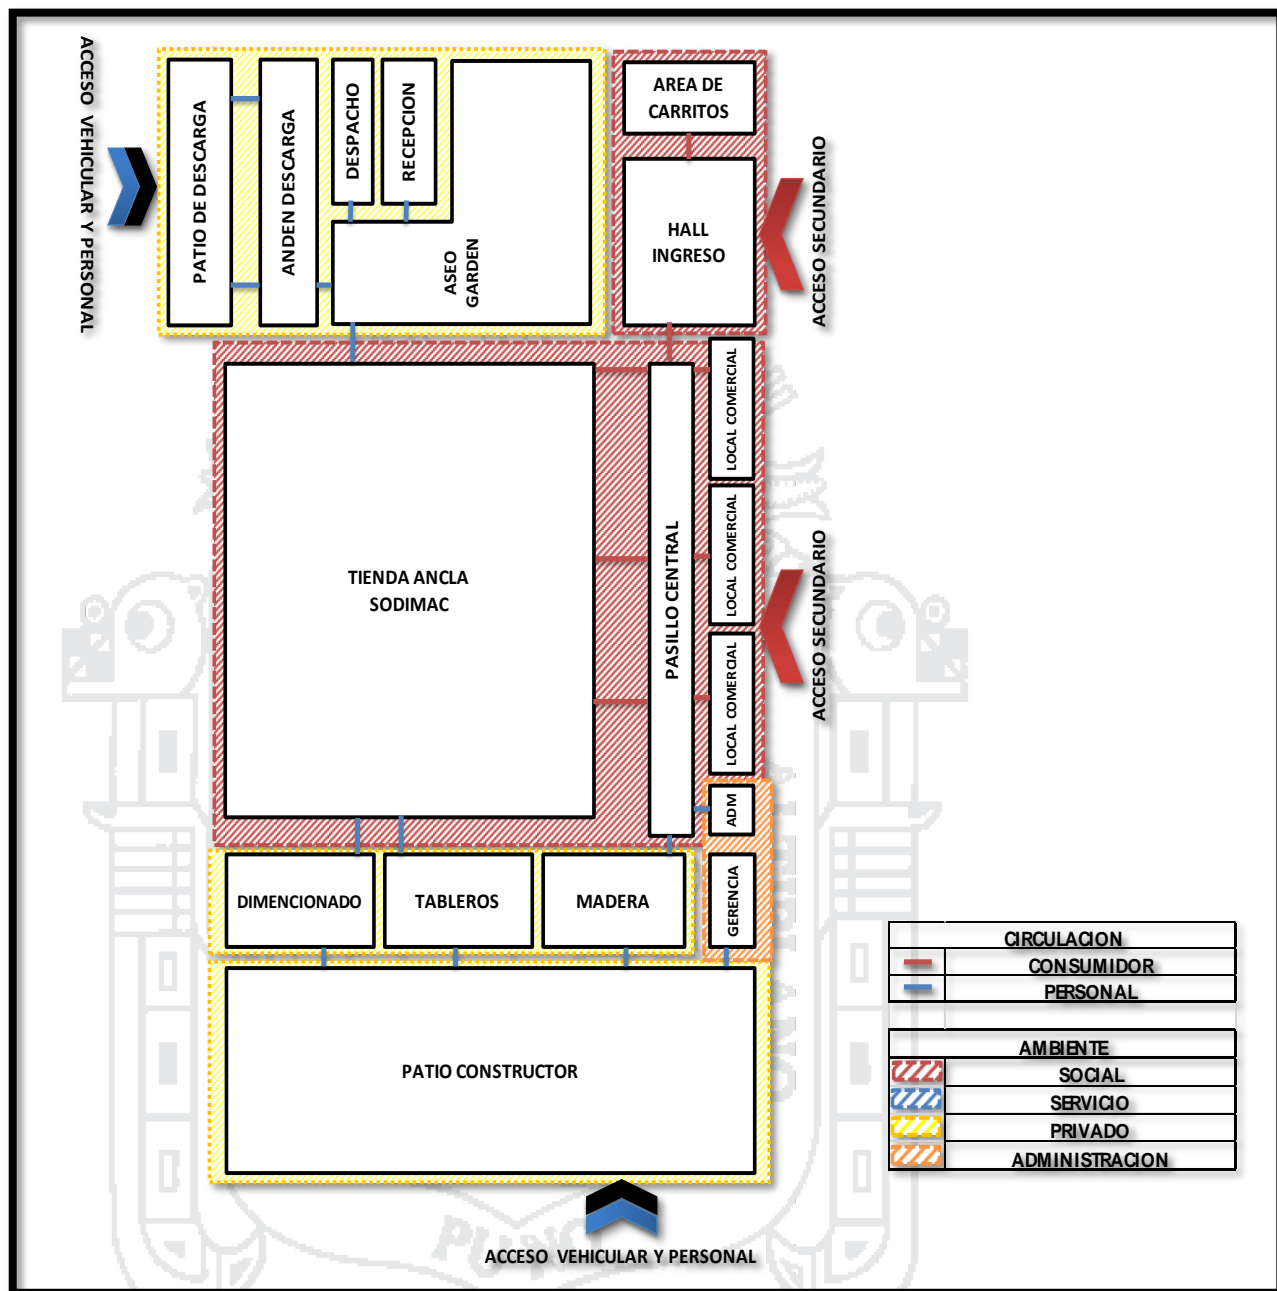 ACCESO VEHICULAR Y PERSONAL
PATIO DE DESCARGA
ANDEN DESCARGA
DESPACHO
RECEPCION
ASEO
GARDEN
AREA DE
CARRITOS
HALL
INGRESO
ACCESO SECUNDARIO
TIENDA ANCLA
SODIMAC
PASILLO CENTRAL
LOCAL COMERCIAL
LOCAL COMERCIAL
LOCAL COMERCIAL
ACCESO SECUNDARIO
ADM
GERENCIA
DIMENCIONADO
TABLEROS
MADERA
PATIO CONSTRUCTOR
ACCESO VEHICULAR Y PERSONAL
CIRCULACION
CONSUMIDOR
PERSONAL
AMBIENTE
SOCIAL
SERVICIO
PRIVADO
ADMINISTRACION
PUNO